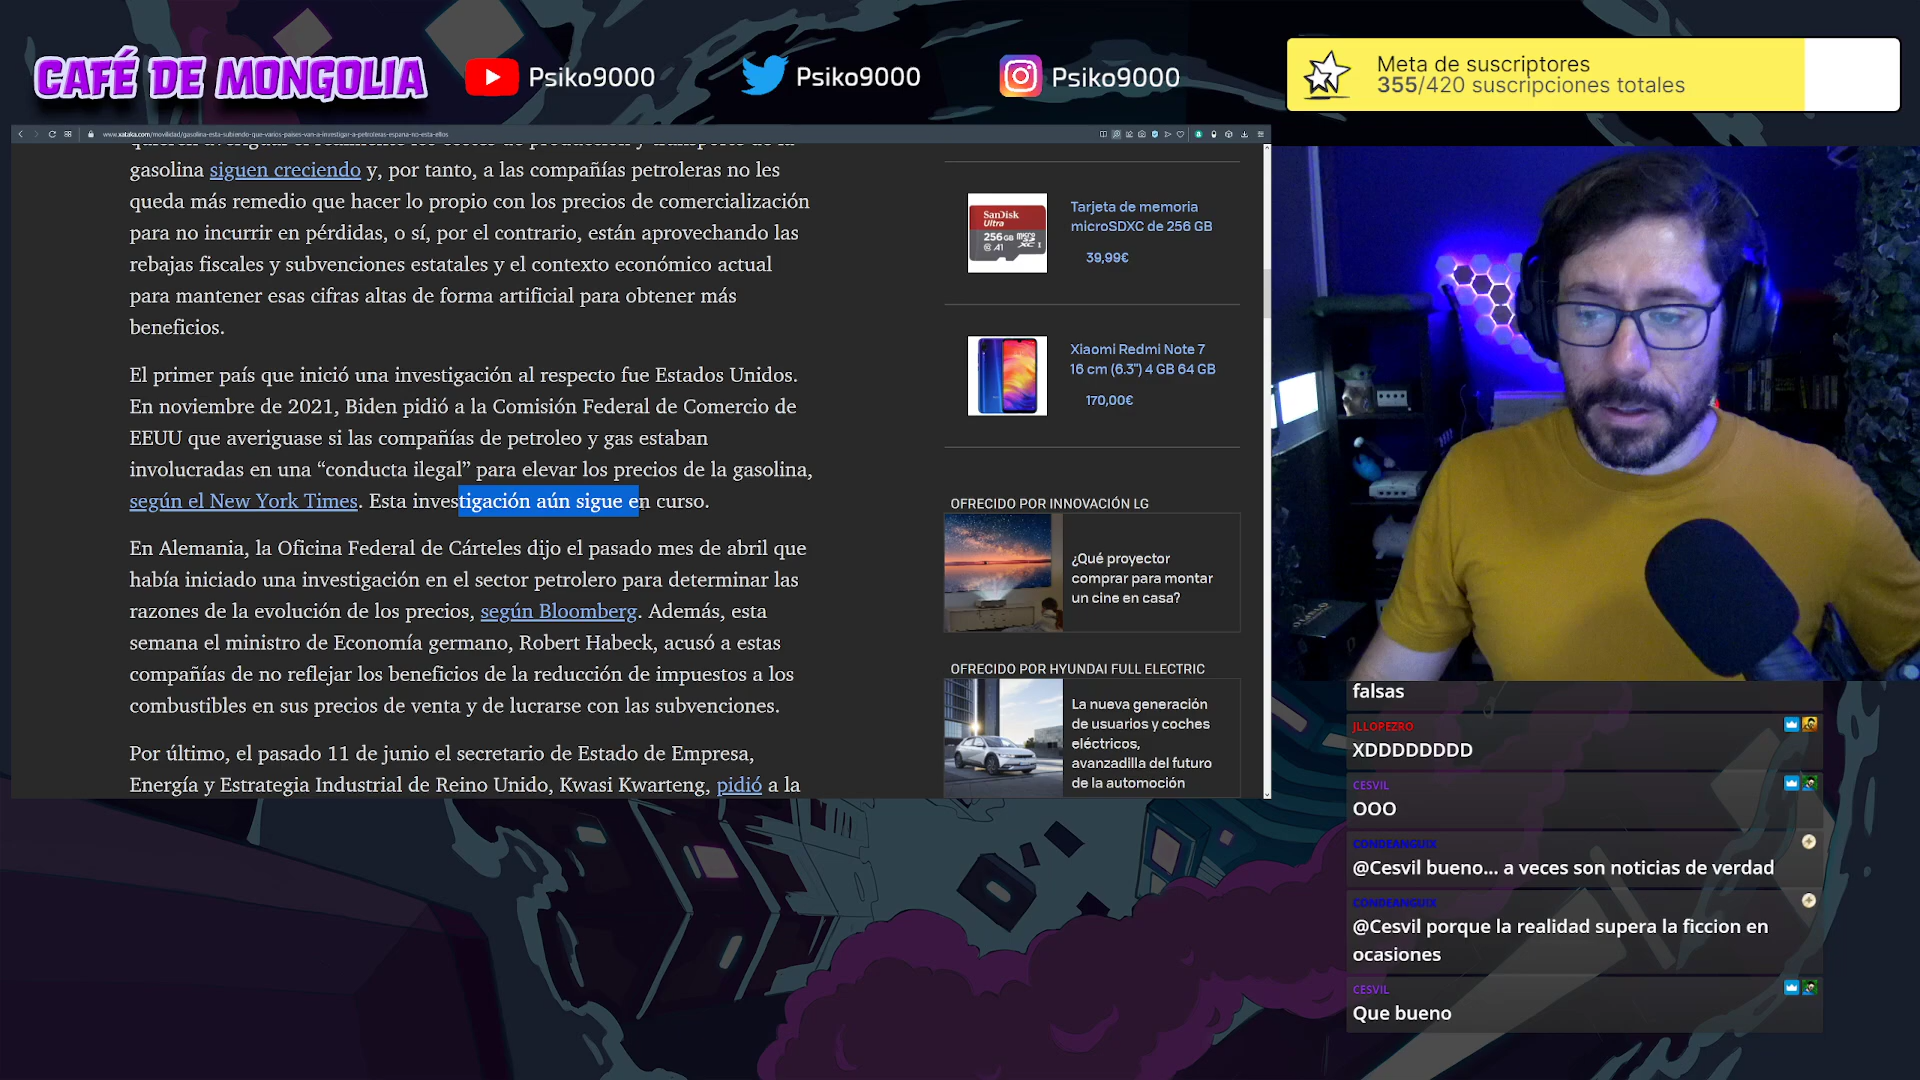 CAFÉ DE MONGOLIA
Psiko9000
Psiko9000
Psiko9000
Meta de suscriptores
355/420 suscripciones totales
www.xataka.com/movilidad/gasolina-esta-subiendo-que-varios-paises-van-a-investigar-a-petroleras-espana-no-esta-ellos
gasolina siguen creciendo y, por tanto, a las compañías petroleras no les
queda más remedio que hacer lo propio con los precios de comercialización
para no incurrir en pérdidas, o sí, por el contrario, están aprovechando las
rebajas fiscales y subvenciones estatales y el contexto económico actual
para mantener esas cifras altas de forma artificial para obtener más
beneficios.
El primer país que inició una investigación al respecto fue Estados Unidos.
En noviembre de 2021, Biden pidió a la Comisión Federal de Comercio de
EEUU que averiguase si las compañías de petroleo y gas estaban
involucradas en una “conducta ilegal” para elevar los precios de la gasolina,
según el New York Times. Esta investigación aún sigue en curso.
En Alemania, la Oficina Federal de Cárteles dijo el pasado mes de abril que
había iniciado una investigación en el sector petrolero para determinar las
razones de la evolución de los precios, según Bloomberg. Además, esta
semana el ministro de Economía germano, Robert Habeck, acusó a estas
compañías de no reflejar los beneficios de la reducción de impuestos a los
combustibles en sus precios de venta y de lucrarse con las subvenciones.
Por último, el pasado 11 de junio el secretario de Estado de Empresa,
Energía y Estrategia Industrial de Reino Unido, Kwasi Kwarteng, pidió a la
SanDisk
Ultra
256GB
A1
Tarjeta de memoria
microSDXC de 256 GB
39,99€
Xiaomi Redmi Note 7
16 cm (6.3") 4 GB 64 GB
170,00€
OFRECIDO POR INNOVACIÓN LG
¿Qué proyector
comprar para montar
un cine en casa?
OFRECIDO POR HYUNDAI FULL ELECTRIC
La nueva generación
de usuarios y coches
eléctricos,
avanzadilla del futuro
de la automoción
falsas
JLLOPEZRO
XDDDDDDDD
CESVIL
OOO
CONDEANGUIX
@Cesvil bueno... a veces son noticias de verdad
CONDEANGUIX
@Cesvil porque la realidad supera la ficcion en
ocasiones
CESVIL
Que bueno